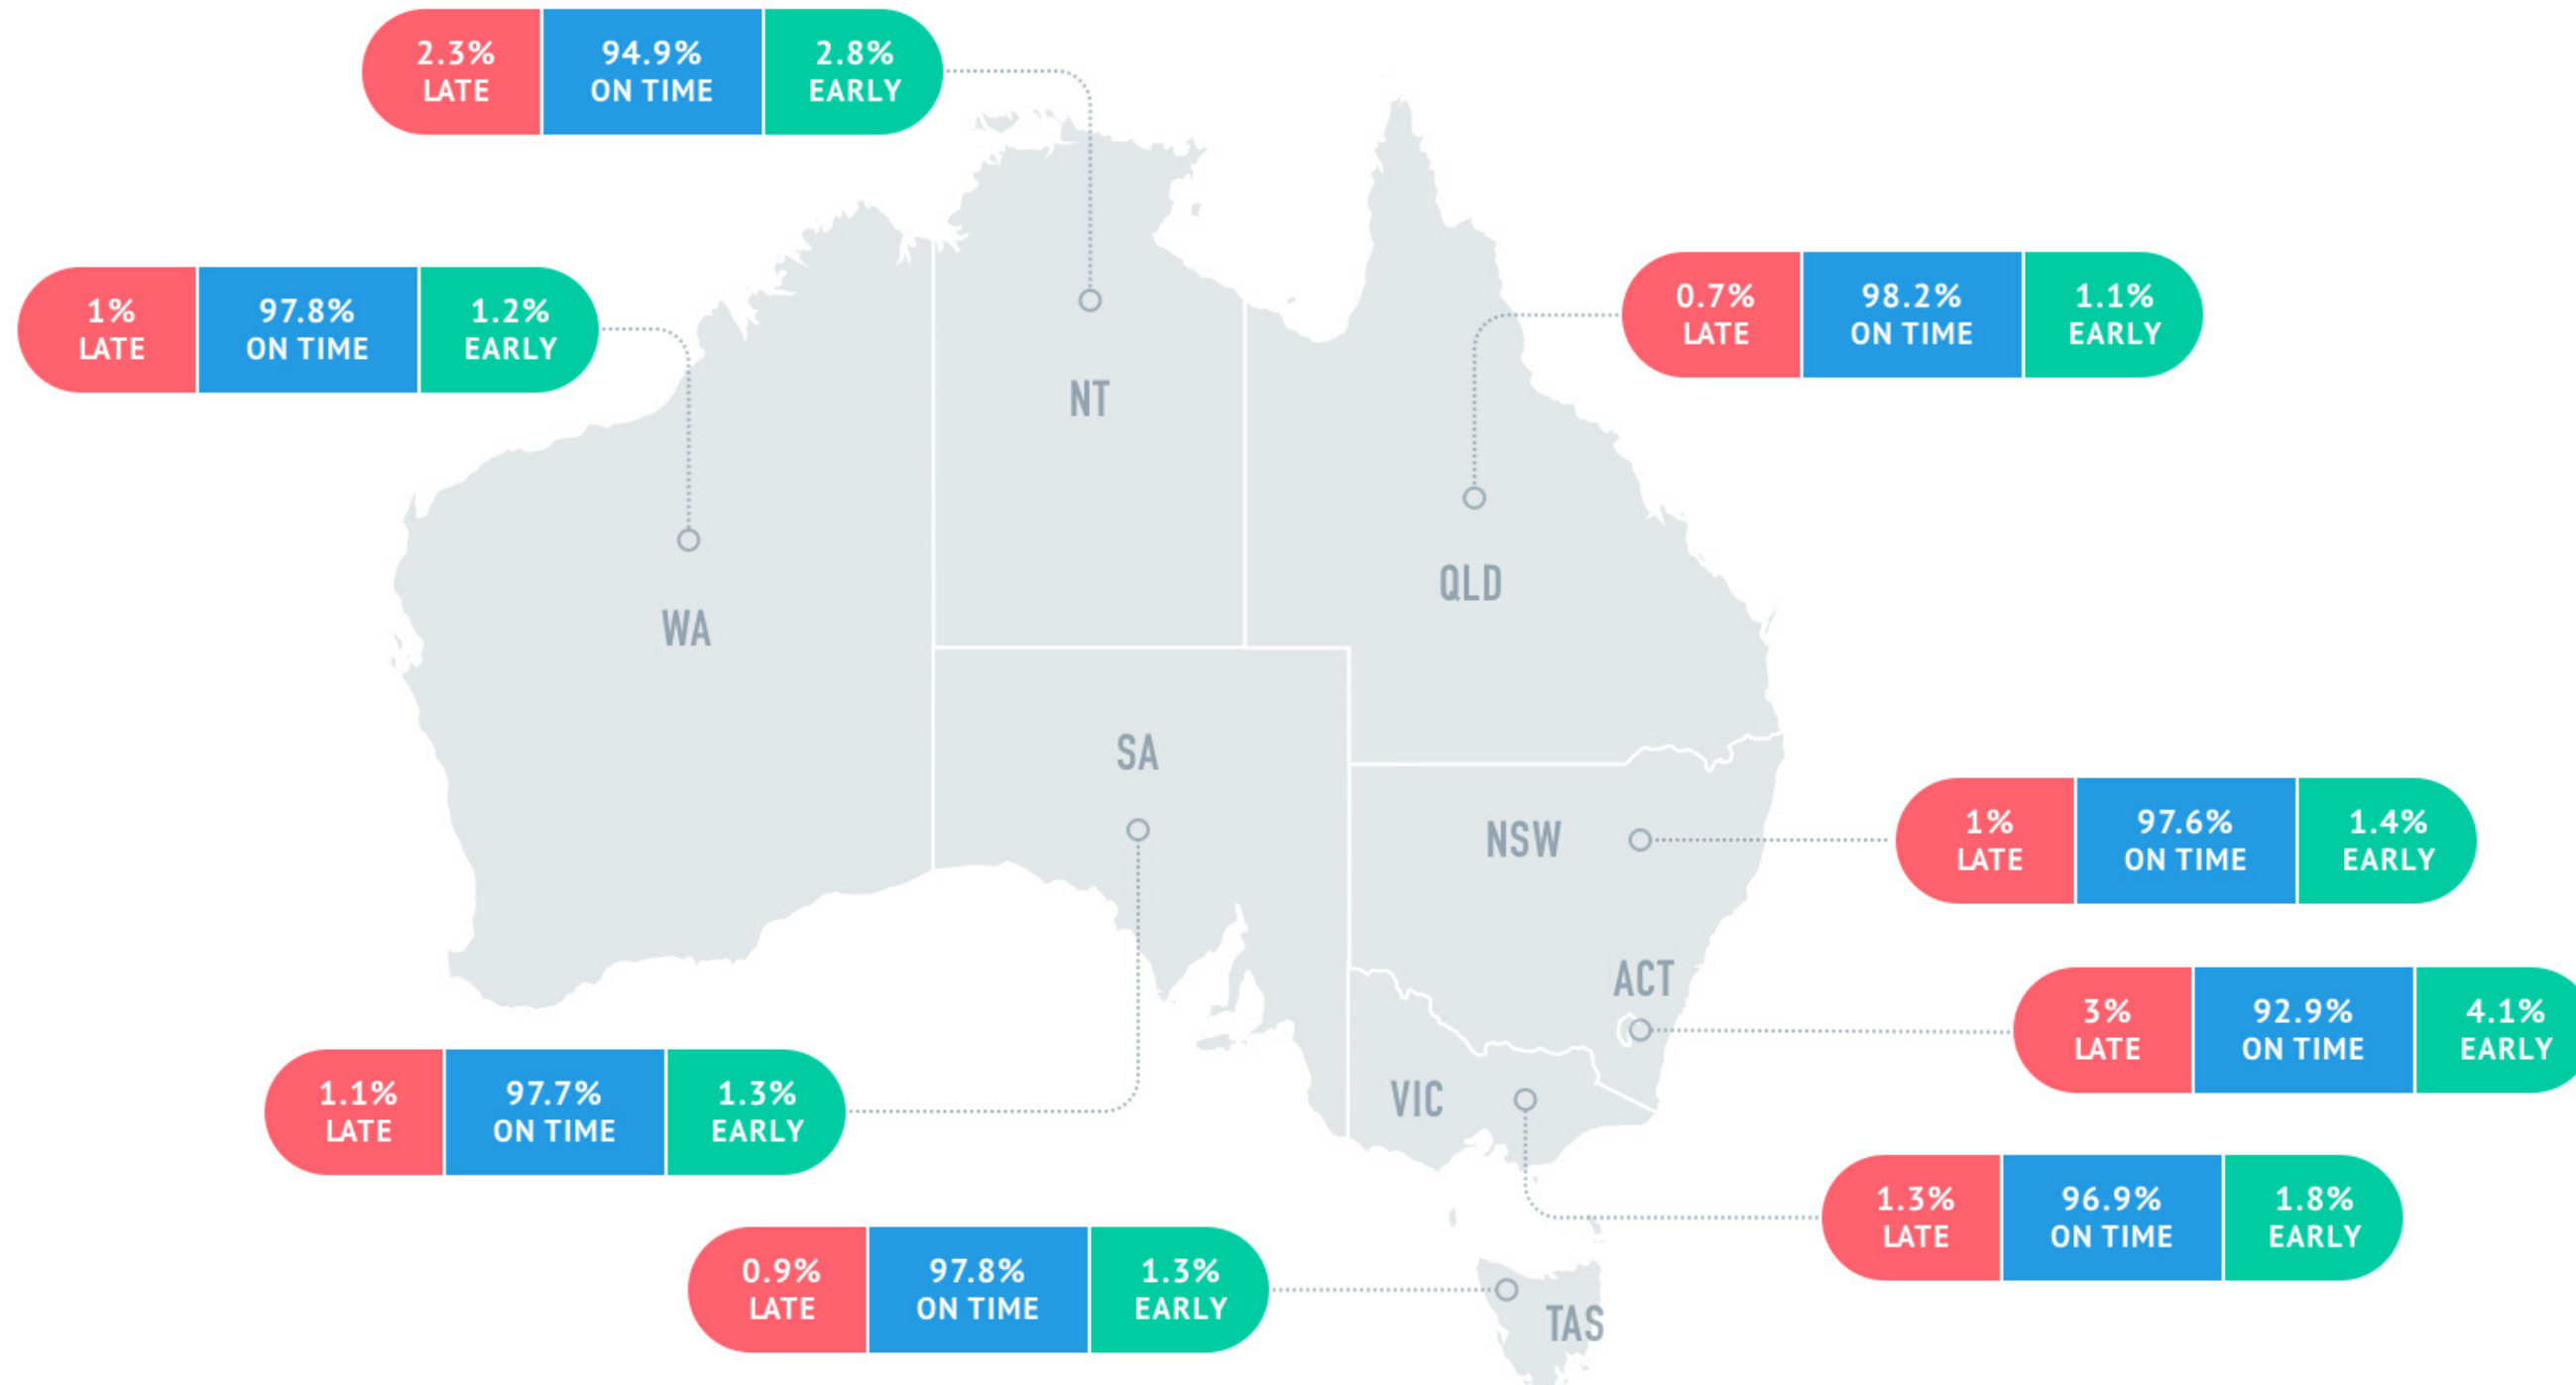 2.3% 94.9% 2.8%
LATE ON TIME EARLY
1% 97.8% 1.2%
LATE ON TIME EARLY
0.7% 98.2% 1.1%
LATE ON TIME EARLY
NT
QLD
WA
SA
NSW
1% 97.6% 1.4%
LATE ON TIME EARLY
ACT
3% 92.9% 4.1%
LATE ON TIME EARLY
1.1% 97.7% 1.3%
LATE ON TIME EARLY
VIC
1.3% 96.9% 1.8%
LATE ON TIME EARLY
0.9% 97.8% 1.3%
LATE ON TIME EARLY
TAS